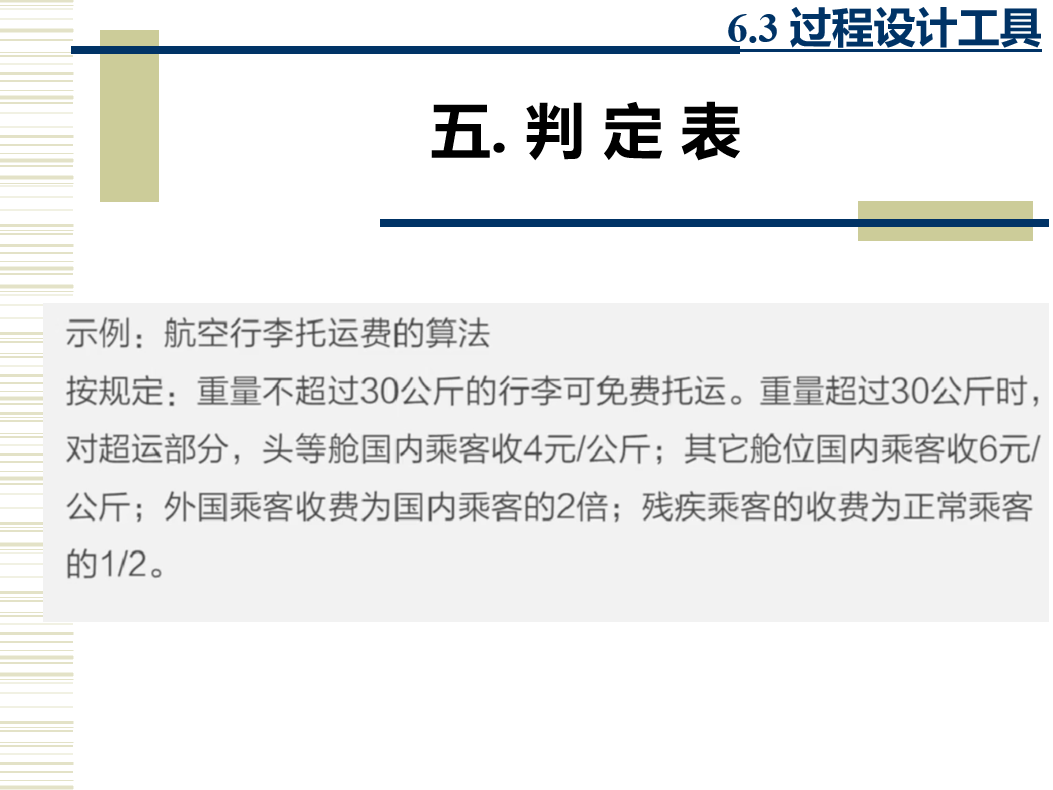 6.3 过程设计工具
五. 判 定 表
示例：航空行李托运费的算法
按规定：重量不超过30公斤的行李可免费托运。重量超过30公斤时，
对超运部分，头等舱国内乘客收4元/公斤；其它舱位国内乘客收6元/
公斤；外国乘客收费为国内乘客的2倍；残疾乘客的收费为正常乘客
的1/2。